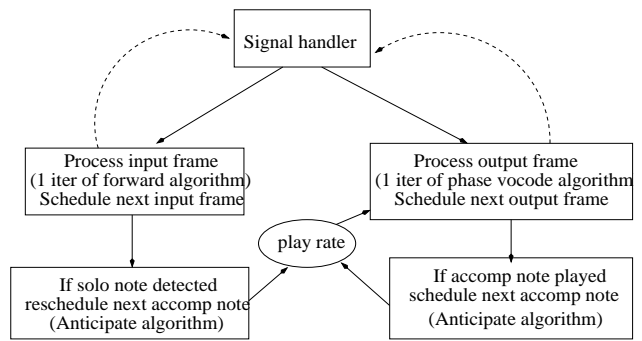 Signal handler
Process input frame
(1 iter of forward algorithm)
Schedule next input frame
Process output frame
(1 iter of phase vocode algorithm
Schedule next output frame
play rate
If solo note detected
reschedule next accomp note
(Anticipate algorithm)
If accomp note played
schedule next accomp note
(Anticipate algorithm)